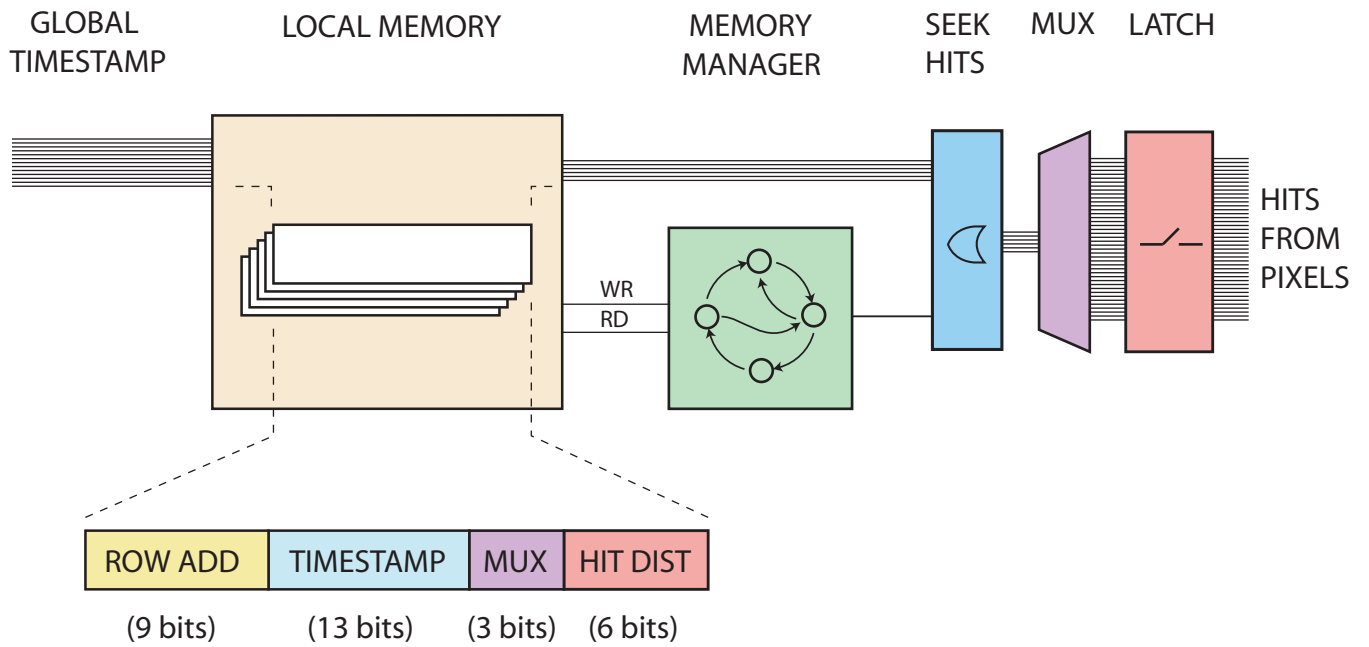 GLOBAL
TIMESTAMP
LOCAL MEMORY
MEMORY
MANAGER
SEEK
HITS
MUX
LATCH
HITS
FROM
PIXELS
WR
RD
ROW ADD
TIMESTAMP
MUX
HIT DIST
(9 bits)
(13 bits)
(3 bits)
(6 bits)